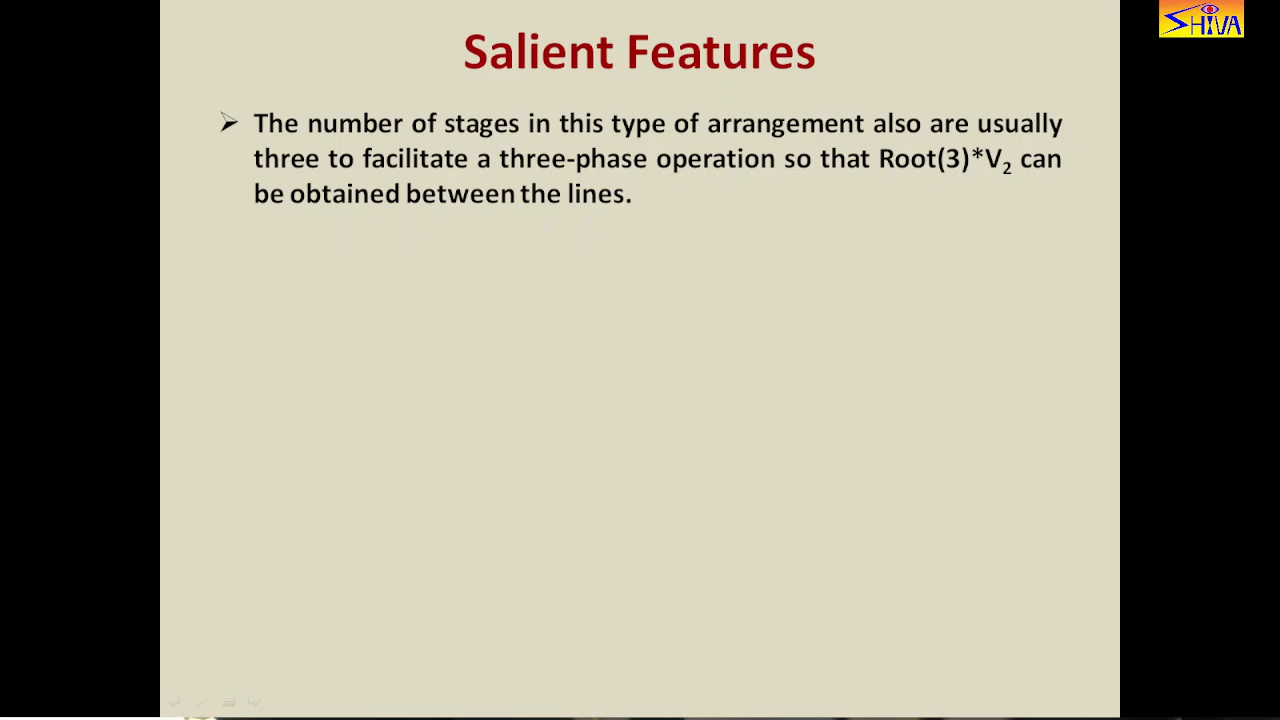 SHIVA
Salient Features
➢ The number of stages in this type of arrangement also are usually
three to facilitate a three-phase operation so that Root(3)*V₂ can
be obtained between the lines.